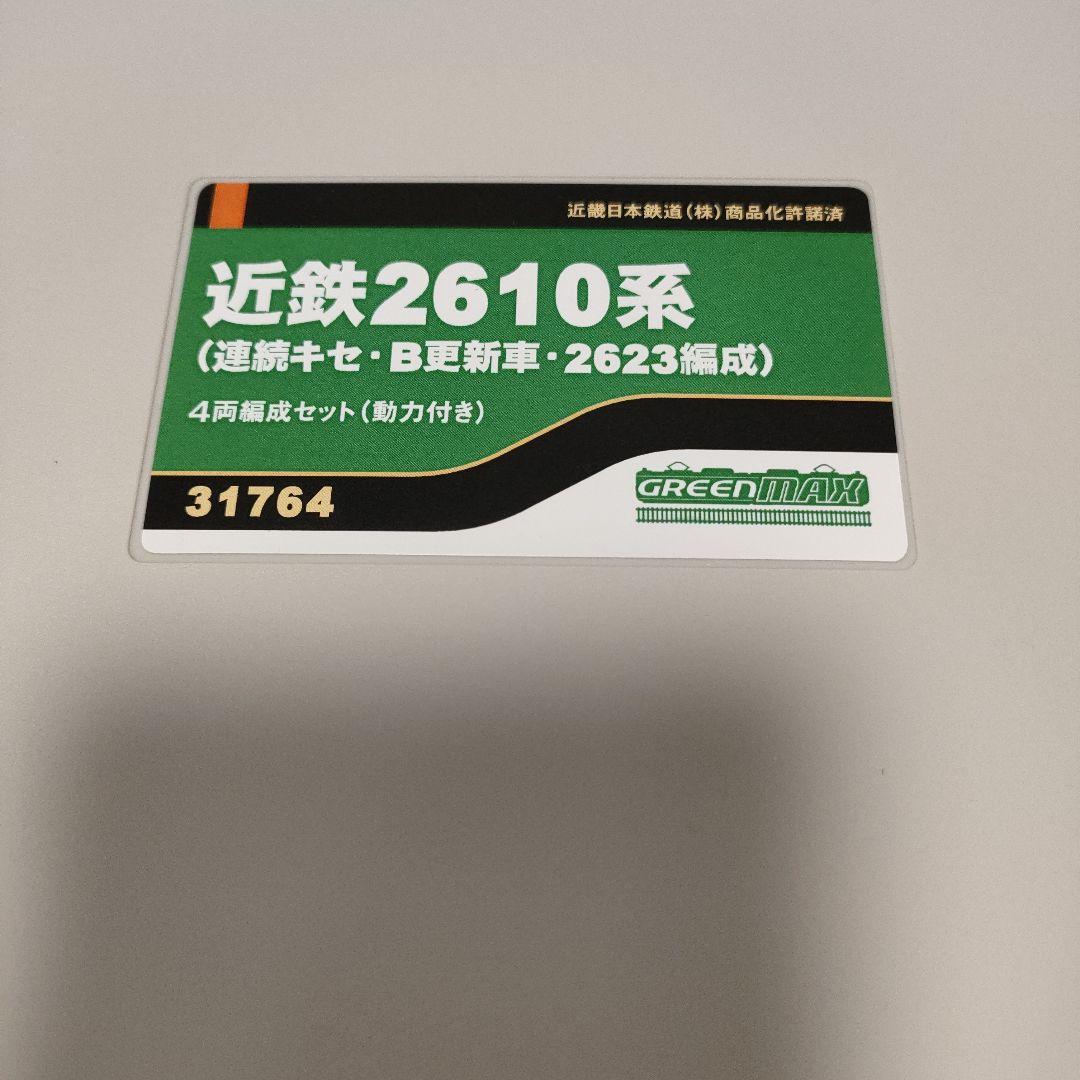 近畿日本鉄道(株)商品化許諾済
近鉄2610系
(連続キセ・B更新車・2623編成)
4両編成セット(動力付き)
31764
GREENMAX